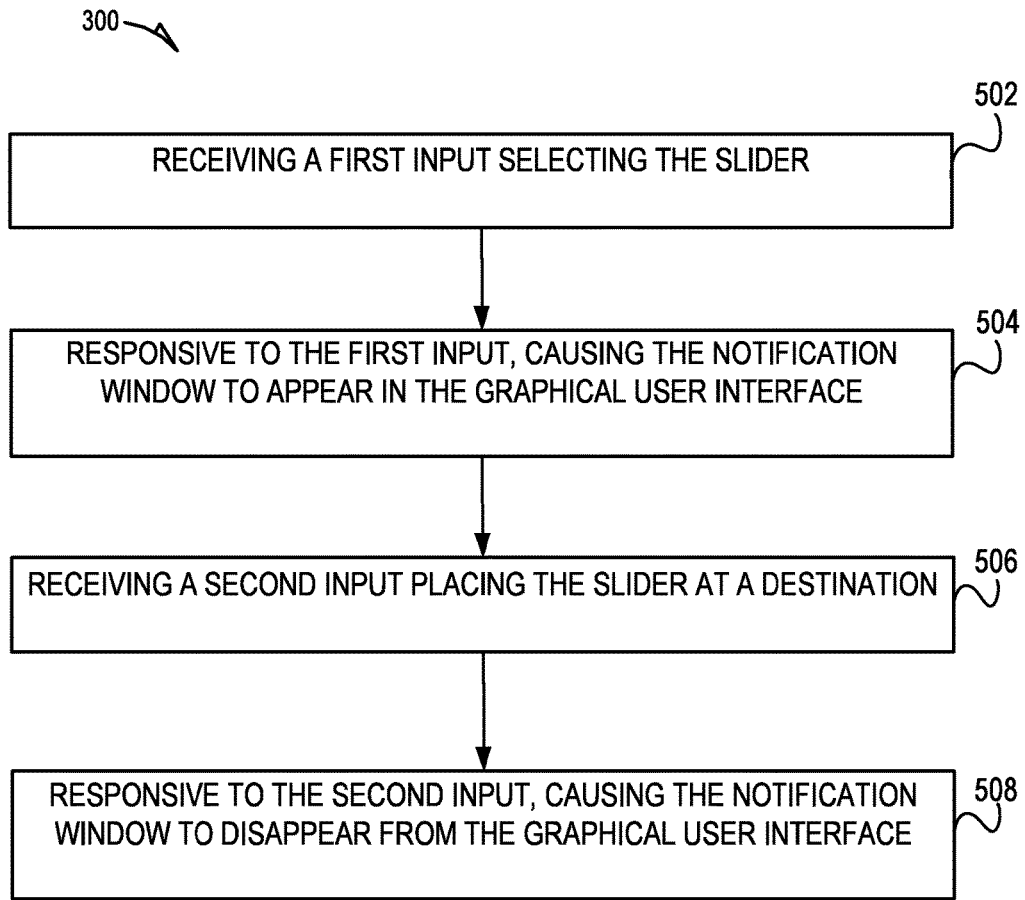 300
502
RECEIVING A FIRST INPUT SELECTING THE SLIDER
504
RESPONSIVE TO THE FIRST INPUT, CAUSING THE NOTIFICATION
WINDOW TO APPEAR IN THE GRAPHICAL USER INTERFACE
506
RECEIVING A SECOND INPUT PLACING THE SLIDER AT A DESTINATION
508
RESPONSIVE TO THE SECOND INPUT, CAUSING THE NOTIFICATION
WINDOW TO DISAPPEAR FROM THE GRAPHICAL USER INTERFACE